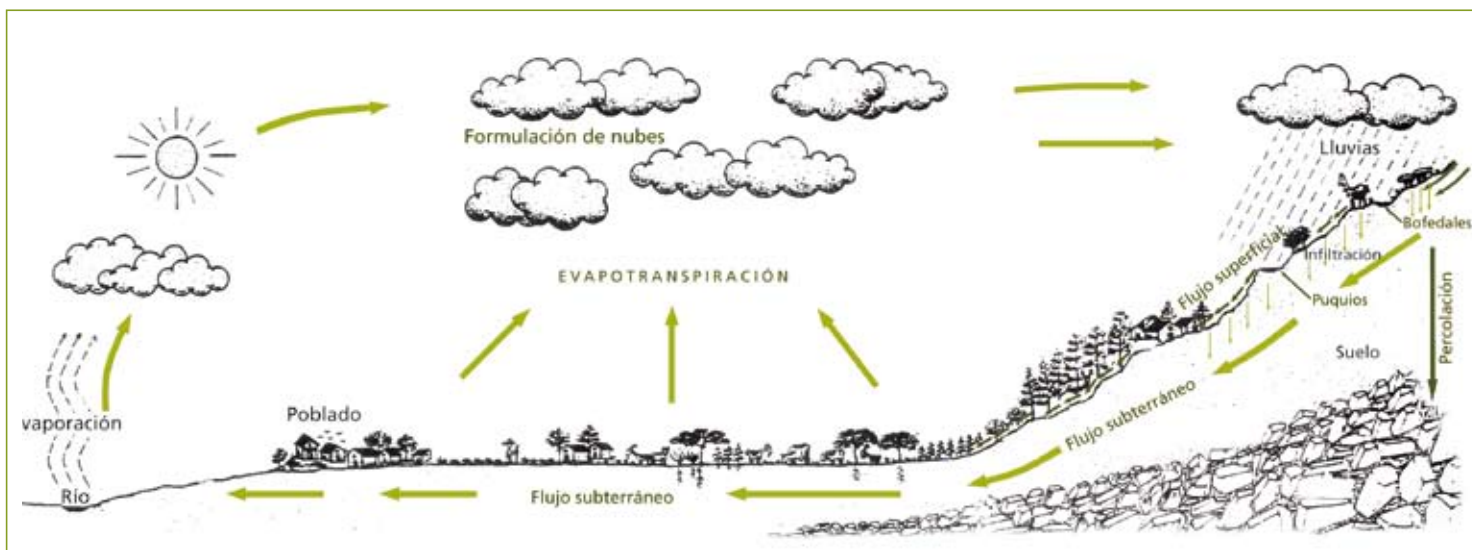 Formulación de nubes
Lluvias
Bofedales
Flujo superficial
Infiltración
EVAPOTRANSPIRACIÓN
Puquios
Percolación
Suelo
vaporación
Poblado
Flujo subterráneo
Río
Flujo subterráneo